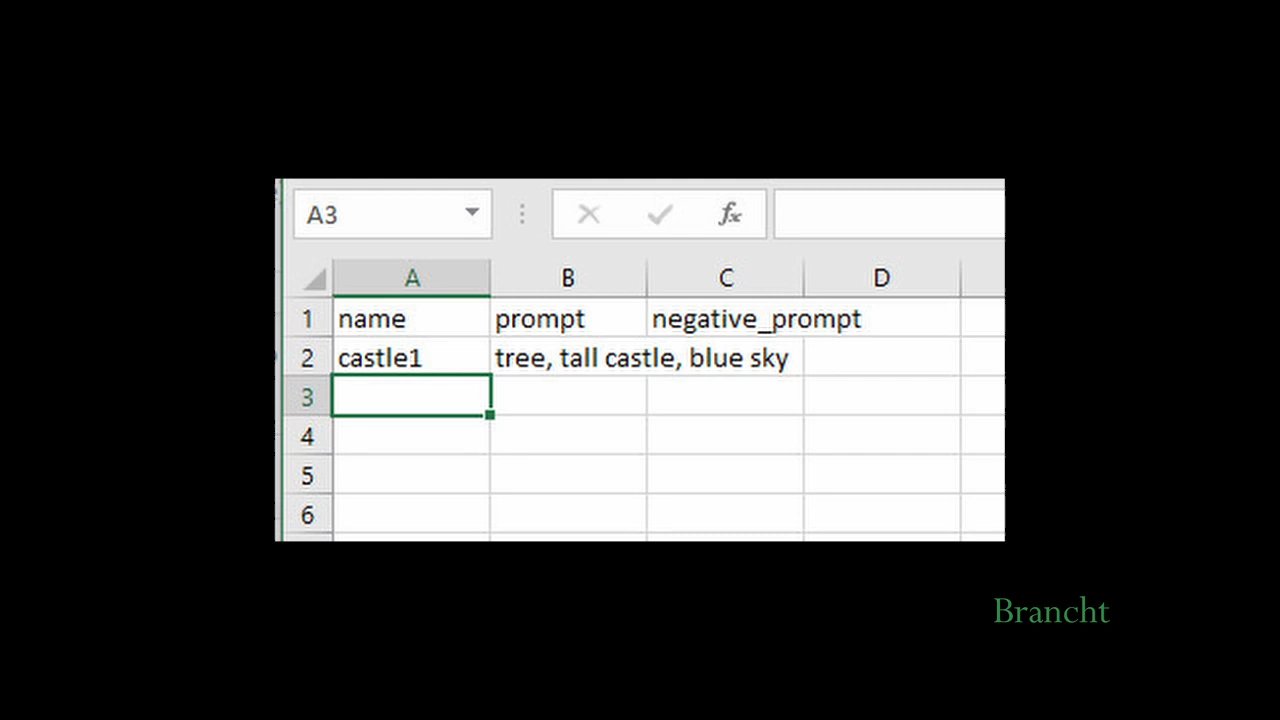 A3 fx
A B C D
1 name prompt negative_prompt
2 castle1 tree, tall castle, blue sky
3
4
5
6
Brancht